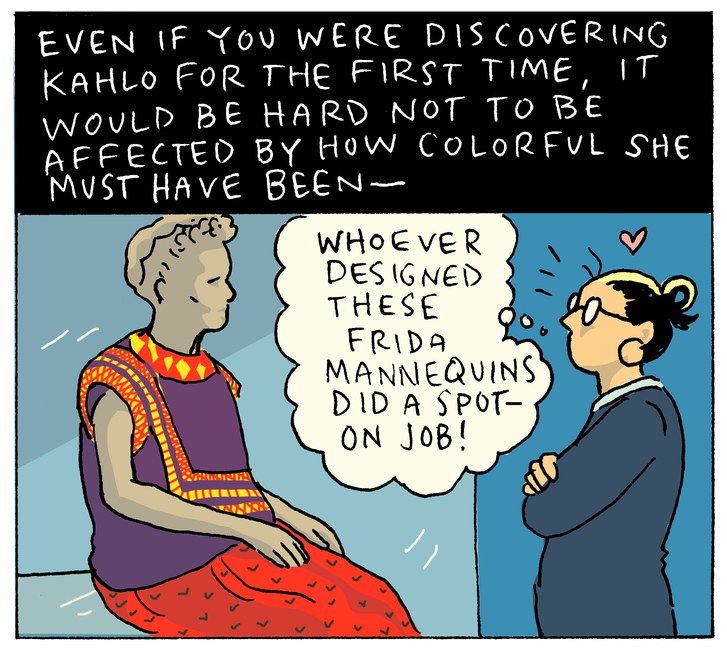 EVEN IF YOU WERE DISCOVERING
KAHLO FOR THE FIRST TIME, IT
WOULD BE HARD NOT TO BE
AFFECTED BY HOW COLORFUL SHE
MUST HAVE BEEN—
WHOEVER
DESIGNED
THESE
FRIDA
MANNEQUINS
DID A SPOT-
ON JOB!